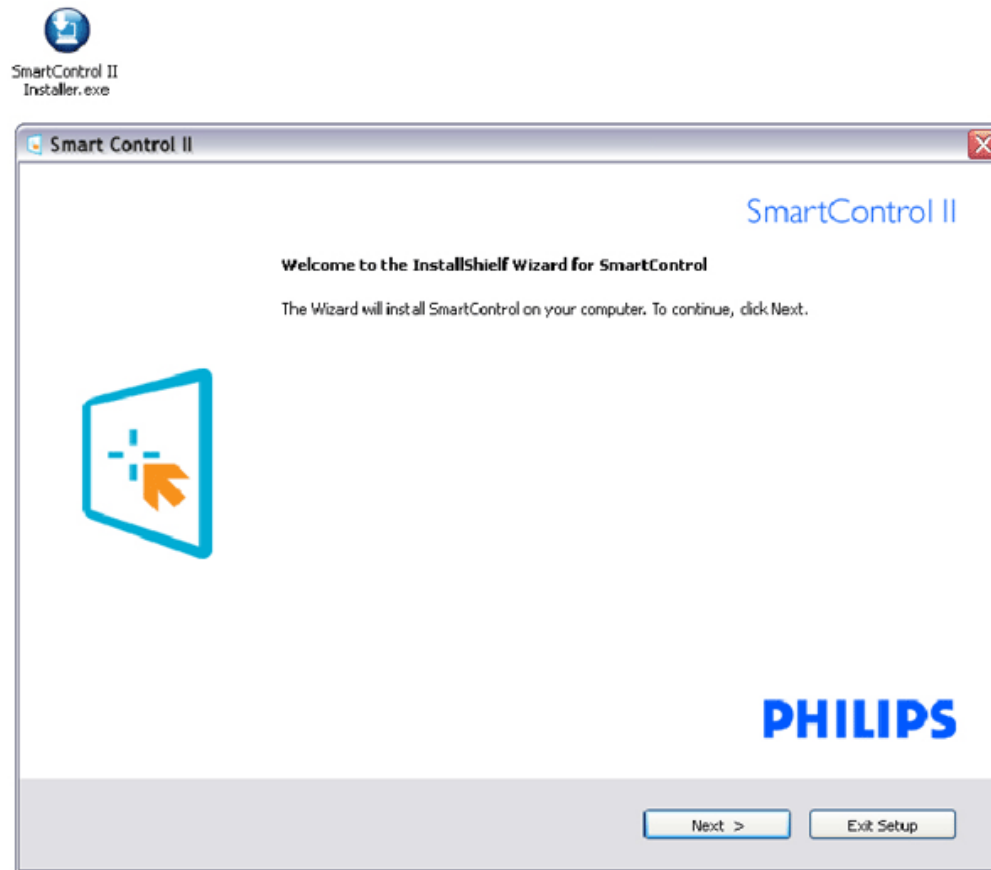 SmartControl II
Installer.exe
Smart Control II
SmartControl II
Welcome to the InstallShielf Wizard for SmartControl
The Wizard will install SmartControl on your computer. To continue, click Next.
PHILIPS
Next >
Exit Setup